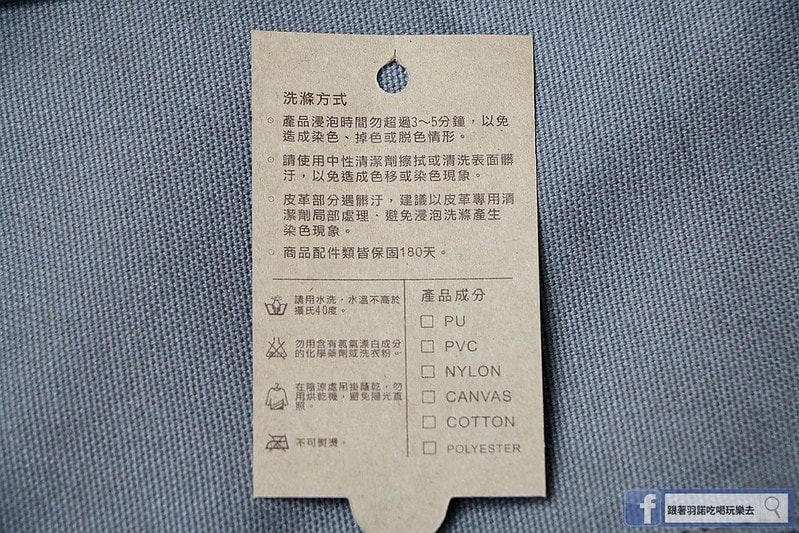 洗滌方式
○ 產品浸泡時間勿超過3～5分鐘，以免
造成染色、掉色或脱色情形。
○ 請使用中性清潔劑擦拭或清洗表面髒
汙，以免造成色移或染色現象。
○ 皮革部分遇髒汙，建議以皮革專用清
潔劑局部處理，避免浸泡洗滌產生
染色現象。
○ 商品配件類皆保固180天。
請用水洗，水溫不高於
攝氏40度。
勿用含有氯氣漂白成分
的化學藥劑或洗衣粉。
在陰涼處吊掛隨乾，勿
用烘乾機，避免陽光直
照。
不可熨燙。
產品成分
□ PU
□ PVC
□ NYLON
□ CANVAS
□ COTTON
□ POLYESTER
f 跟著羽諾吃喝玩樂去